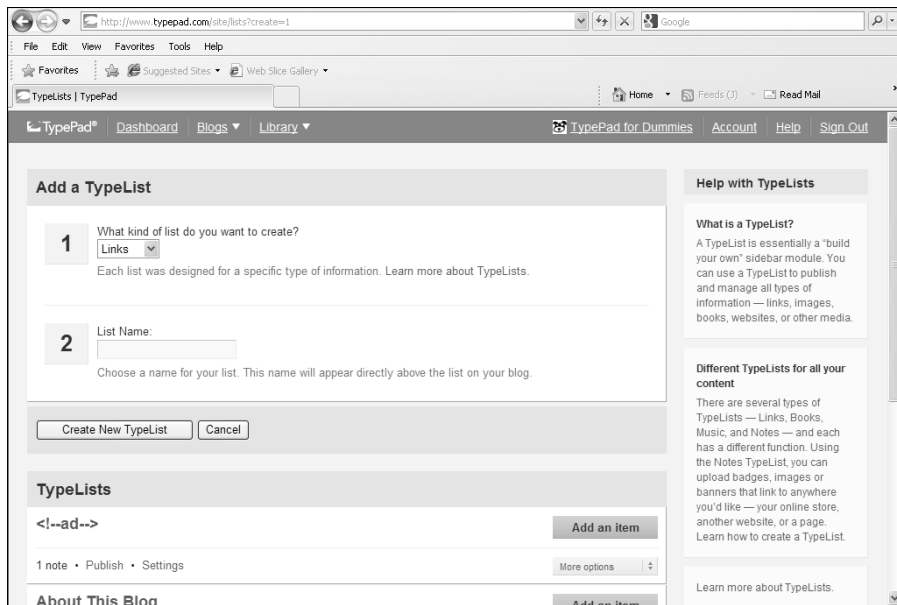 http://www.typepad.com/site/lists?create=1
Google
File Edit View Favorites Tools Help
Favorites Suggested Sites Web Slice Gallery
TypeLists | TypePad
Home Feeds (J) Read Mail
TypePad® Dashboard Blogs Library TypePad for Dummies Account Help Sign Out
Add a TypeList
1
What kind of list do you want to create?
Links
Each list was designed for a specific type of information. Learn more about TypeLists.
2
List Name:
Choose a name for your list. This name will appear directly above the list on your blog.
Create New TypeList Cancel
TypeLists
<!--ad-->
Add an item
1 note • Publish • Settings
More options
About This Blog
Add an item
Help with TypeLists
What is a TypeList?
A TypeList is essentially a "build
your own" sidebar module. You
can use a TypeList to publish
and manage all types of
information — links, images,
books, websites, or other media.
Different TypeLists for all your
content
There are several types of
TypeLists — Links, Books,
Music, and Notes — and each
has a different function. Using
the Notes TypeList, you can
upload badges, images or
banners that link to anywhere
you'd like — your online store,
another website, or a page.
Learn how to create a TypeList.
Learn more about TypeLists.